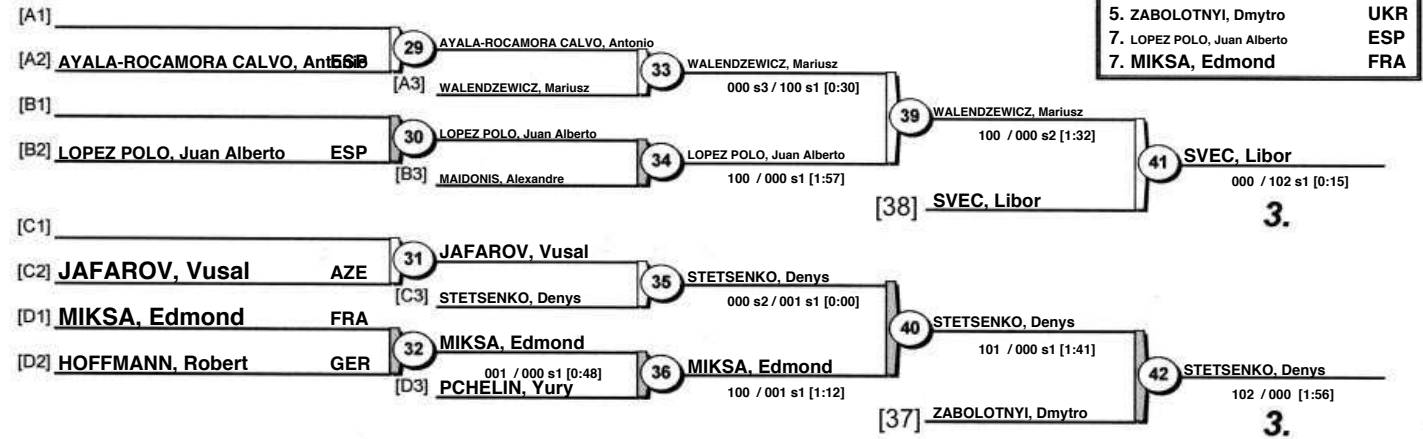 5. ZABOLOTNYI, Dmytro UKR
7. LOPEZ POLO, Juan Alberto ESP
7. MIKSA, Edmond FRA
[A1]
[A2] AYALA-ROCAMORA CALVO, Antonio ESP
29
AYALA-ROCAMORA CALVO, Antonio
[A3] WALENDZEWICZ, Mariusz
33
WALENDZEWICZ, Mariusz
000 s3 / 100 s1 [0:30]
[B1]
[B2] LOPEZ POLO, Juan Alberto ESP
30
LOPEZ POLO, Juan Alberto
[B3] MAIDONIS, Alexandre
34
LOPEZ POLO, Juan Alberto
100 / 000 s1 [1:57]
39
WALENDZEWICZ, Mariusz
100 / 000 s2 [1:32]
[38] SVEC, Libor
41
SVEC, Libor
000 / 102 s1 [0:15]
3.
[C1]
[C2] JAFAROV, Vusal AZE
31
JAFAROV, Vusal
[C3] STETSENKO, Denys
35
STETSENKO, Denys
000 s2 / 001 s1 [0:00]
[D1] MIKSA, Edmond FRA
[D2] HOFFMANN, Robert GER
32
MIKSA, Edmond
001 / 000 s1 [0:48]
[D3] PCHELIN, Yury
36
MIKSA, Edmond
100 / 001 s1 [1:12]
40
STETSENKO, Denys
101 / 000 s1 [1:41]
[37] ZABOLOTNYI, Dmytro
42
STETSENKO, Denys
102 / 000 [1:56]
3.